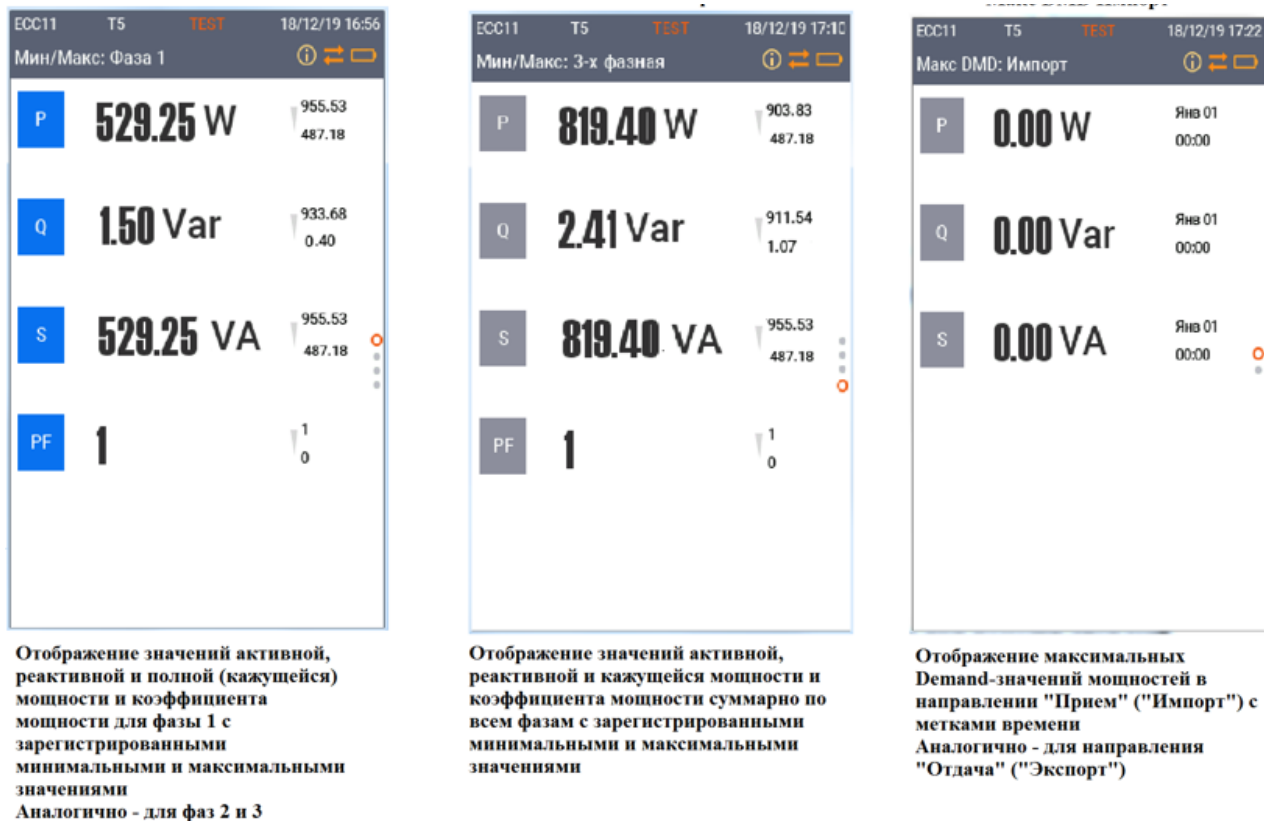 ECC11 T5 TEST 18/12/19 16:56
Мин/Макс: Фаза 1
P 529.25 W 955.53
487.18
Q 1.50 Var 933.68
0.40
S 529.25 VA 955.53
487.18
PF 1 1
0
Отображение значений активной,
реактивной и полной (кажущейся)
мощности и коэффициента
мощности для фазы 1 с
зарегистрированными
минимальными и максимальными
значениями
Аналогично - для фаз 2 и 3
ECC11 T5 TEST 18/12/19 17:10
Мин/Макс: 3-х фазная
P 819.40 W 903.83
487.18
Q 2.41 Var 911.54
1.07
S 819.40 VA 955.53
487.18
PF 1 1
0
Отображение значений активной,
реактивной и кажущейся мощности и
коэффициента мощности суммарно по
всем фазам с зарегистрированными
минимальными и максимальными
значениями
ECC11 T5 TEST 18/12/19 17:22
Макс DMD: Импорт
P 0.00 W Янв 01
00:00
Q 0.00 Var Янв 01
00:00
S 0.00 VA Янв 01
00:00
Отображение максимальных
Demand-значений мощностей в
направлении "Прием" ("Импорт") с
метками времени
Аналогично - для направления
"Отдача" ("Экспорт")